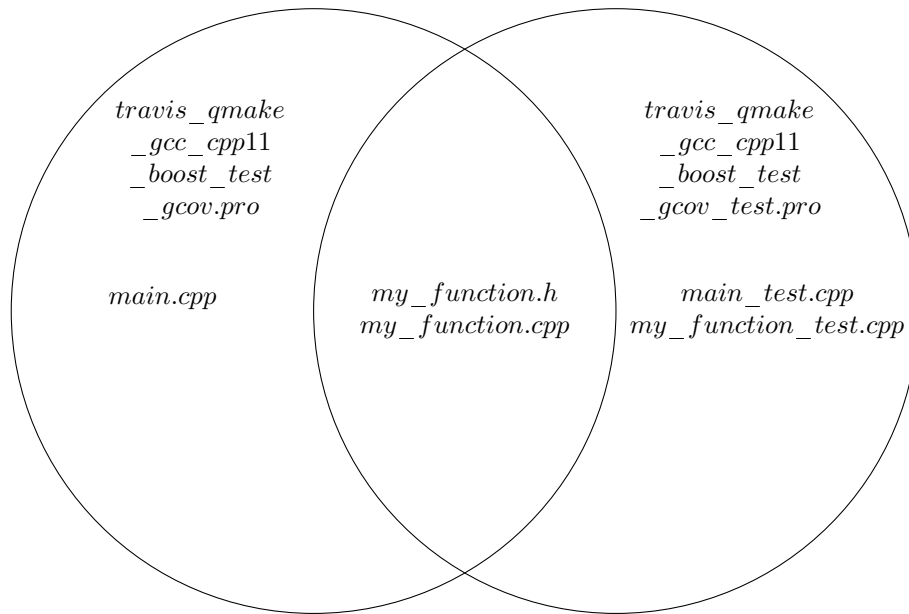 travis_qmake
_gcc_cpp11
_boost_test
_gcov.pro
main.cpp
my_function.h
my_function.cpp
travis_qmake
_gcc_cpp11
_boost_test
_gcov_test.pro
main_test.cpp
my_function_test.cpp